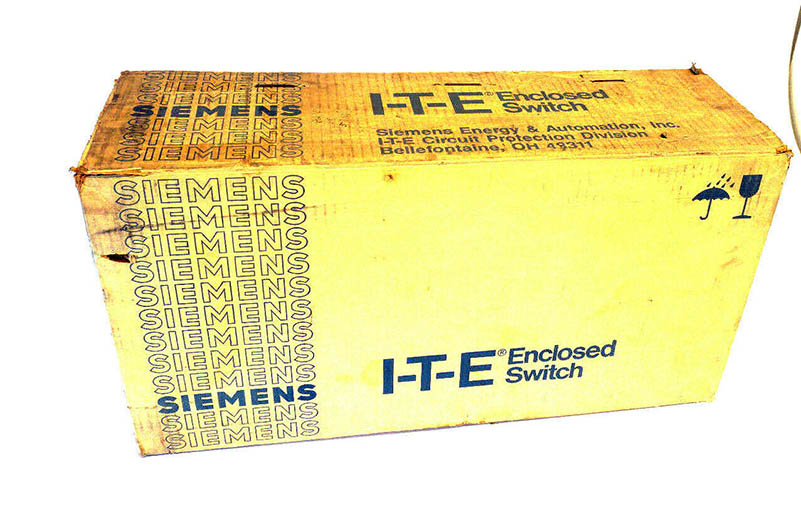 SIEMENS
SIEMENS
SIEMENS
SIEMENS
SIEMENS
SIEMENS
I-T-E® Enclosed
Switch
Siemens Energy & Automation, Inc.
I-T-E Circuit Protection Division
Bellefontaine, OH 43311
SIEMENS
SIEMENS
SIEMENS
SIEMENS
SIEMENS
SIEMENS
SIEMENS
SIEMENS
SIEMENS
SIEMENS
SIEMENS
SIEMENS
I-T-E® Enclosed
Switch